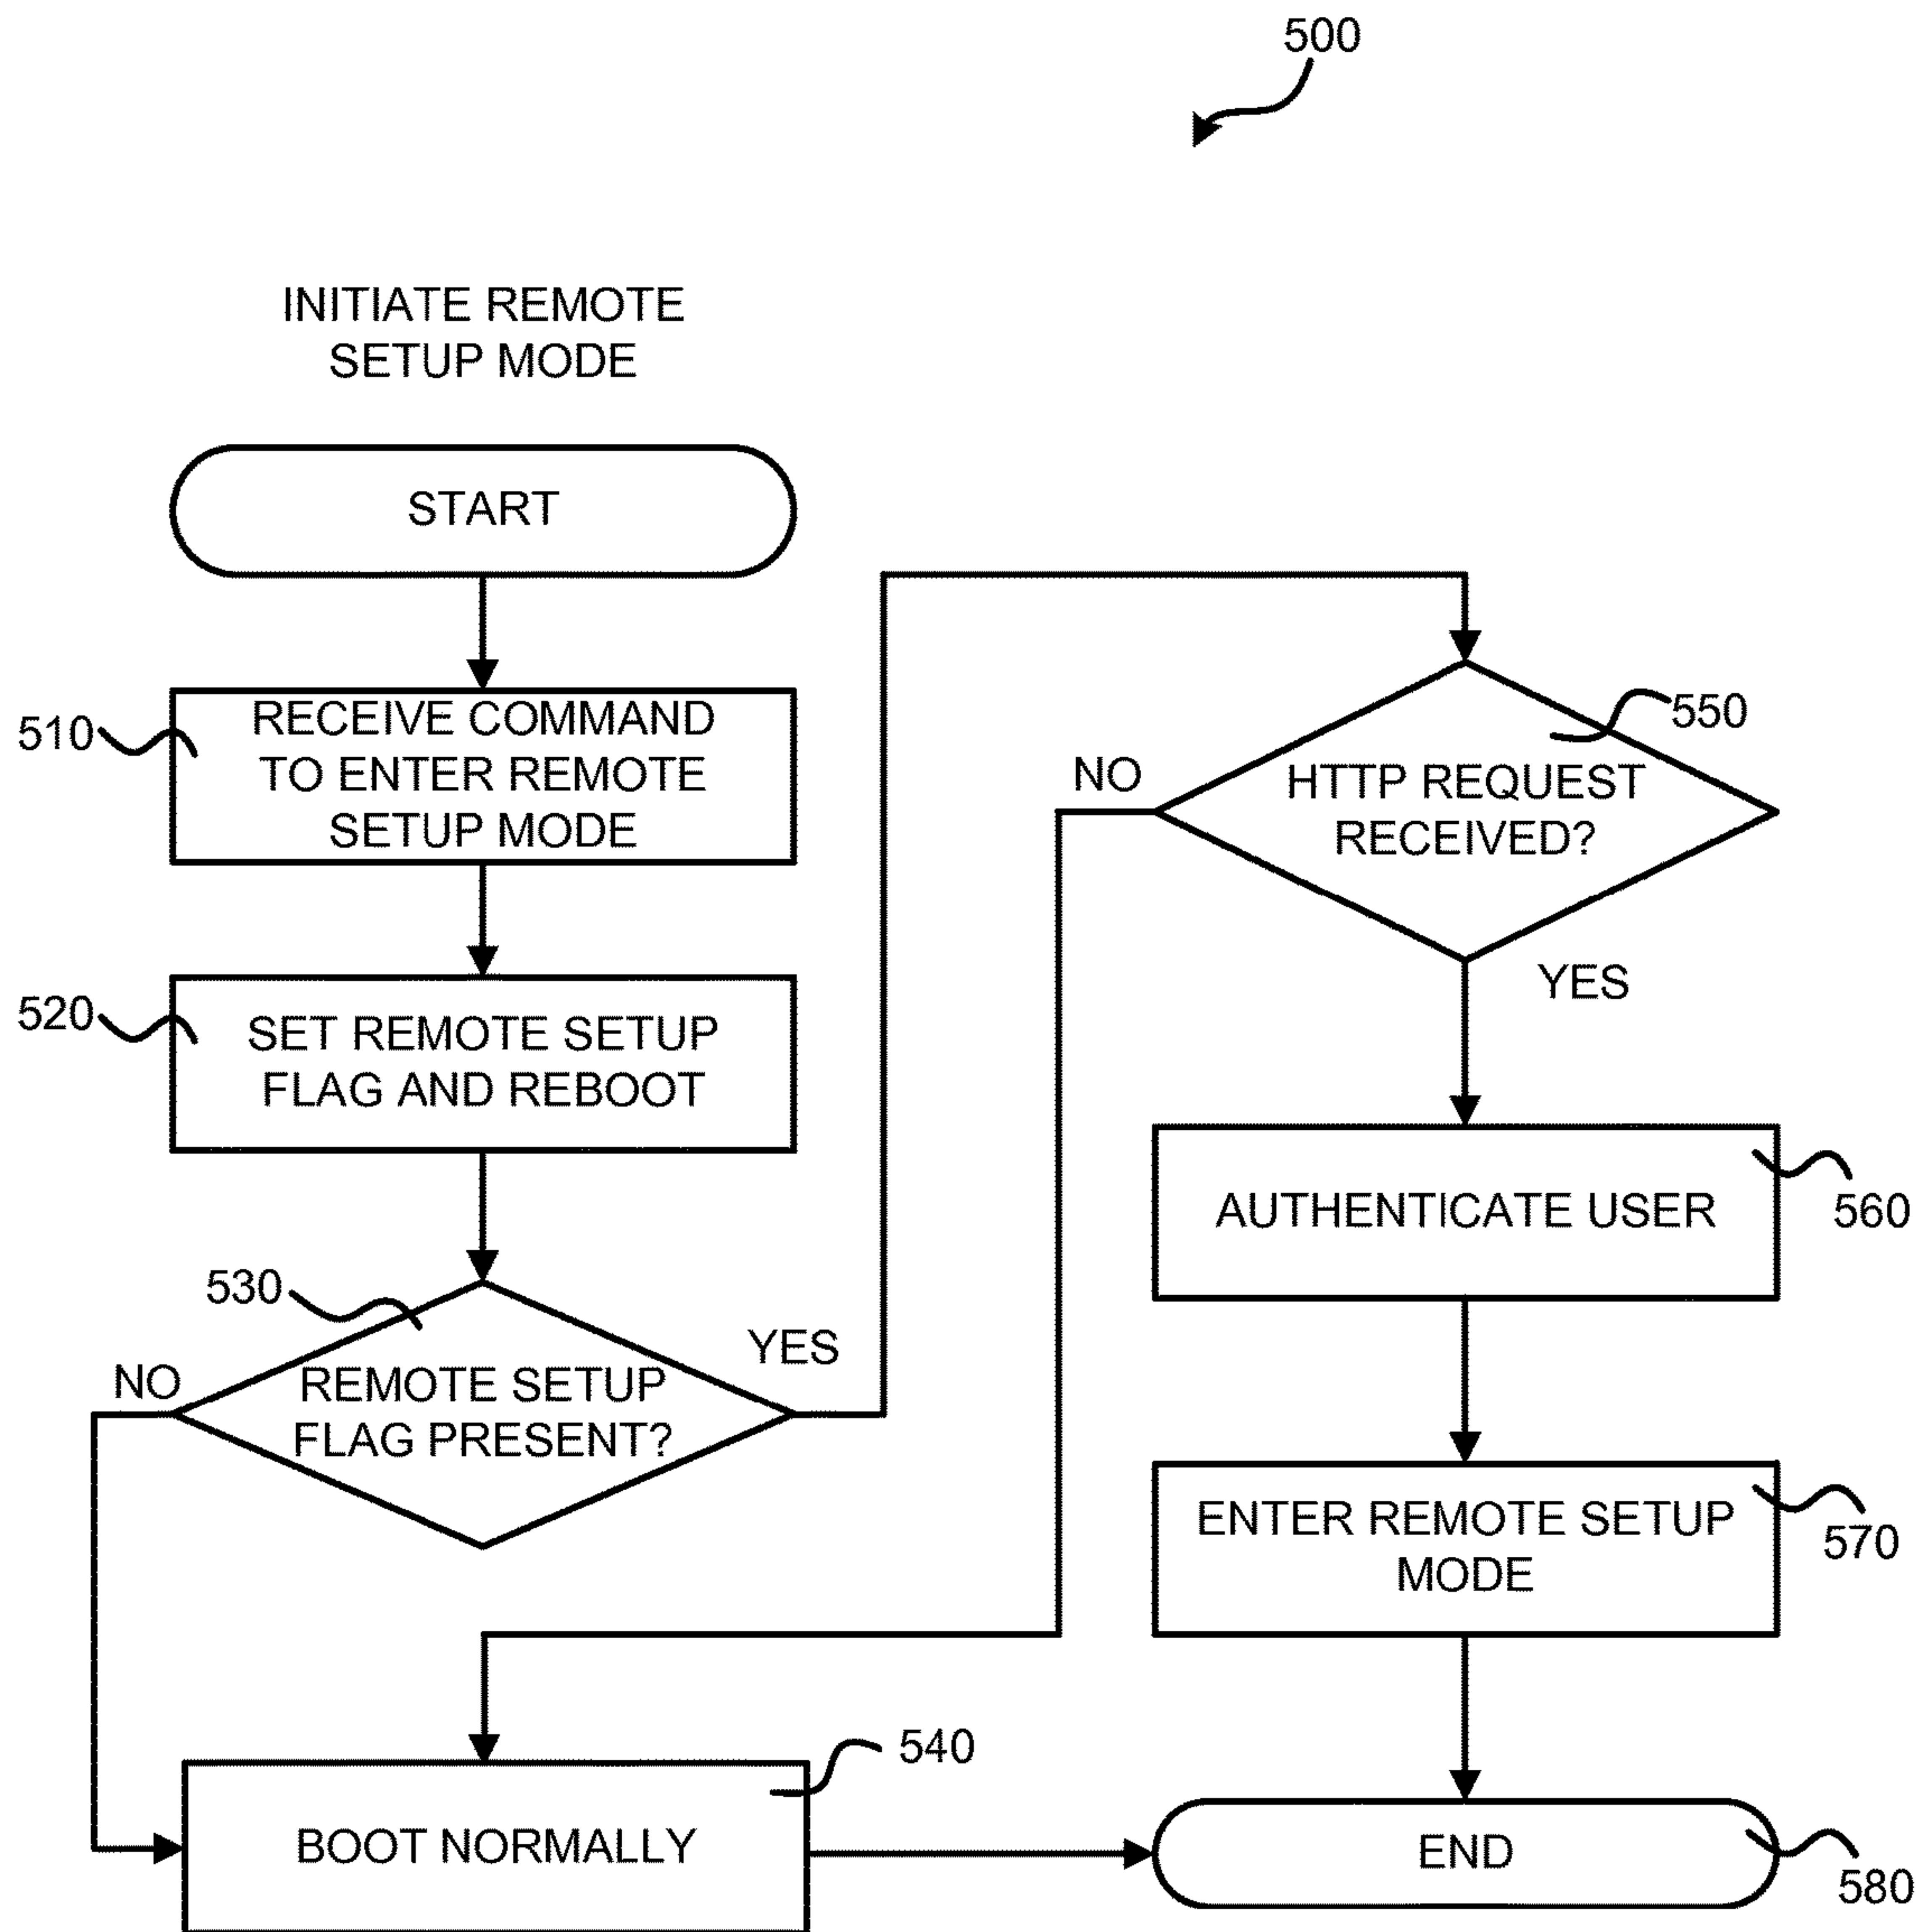 500
INITIATE REMOTE
SETUP MODE
START
510
RECEIVE COMMAND
TO ENTER REMOTE
SETUP MODE
520
SET REMOTE SETUP
FLAG AND REBOOT
530
NO
YES
REMOTE SETUP
FLAG PRESENT?
540
BOOT NORMALLY
550
NO
HTTP REQUEST
RECEIVED?
YES
AUTHENTICATE USER
560
ENTER REMOTE SETUP
MODE
570
END
580